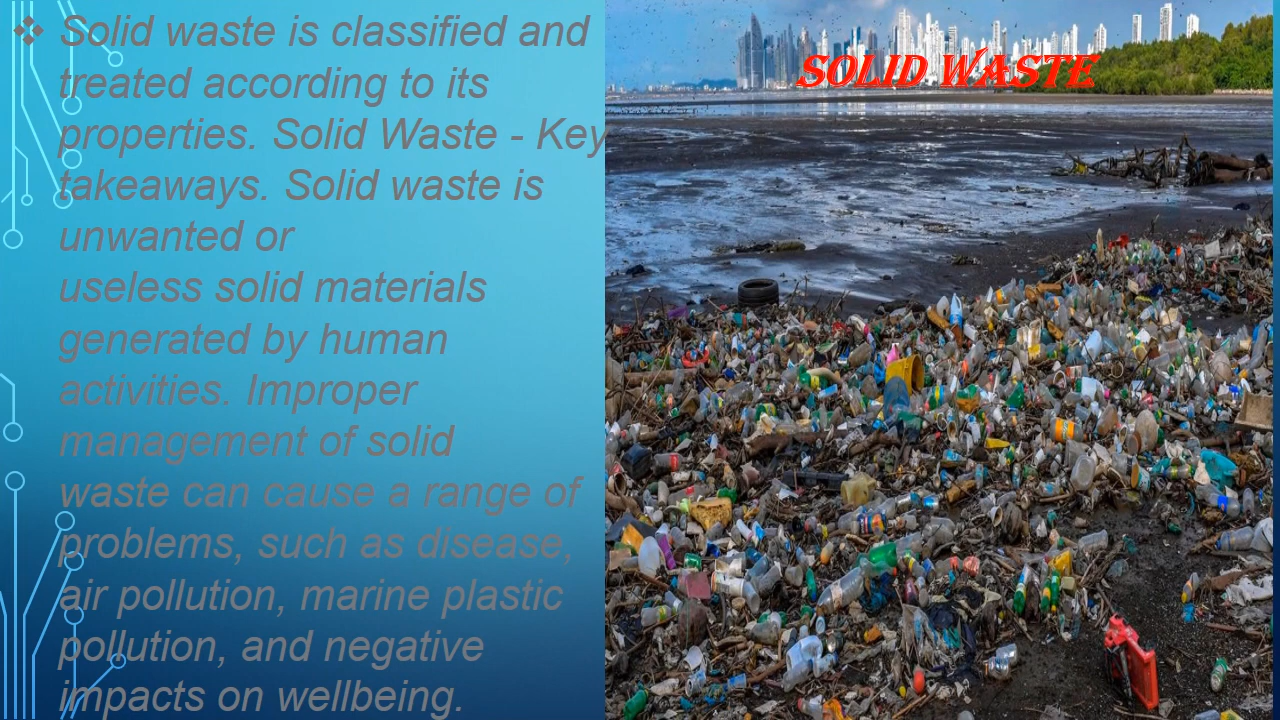 Solid waste is classified and
treated according to its
properties. Solid Waste - Key
takeaways. Solid waste is
unwanted or
useless solid materials
generated by human
activities. Improper
management of solid
waste can cause a range of
problems, such as disease,
air pollution, marine plastic
pollution, and negative
impacts on wellbeing.
SOLID WASTE